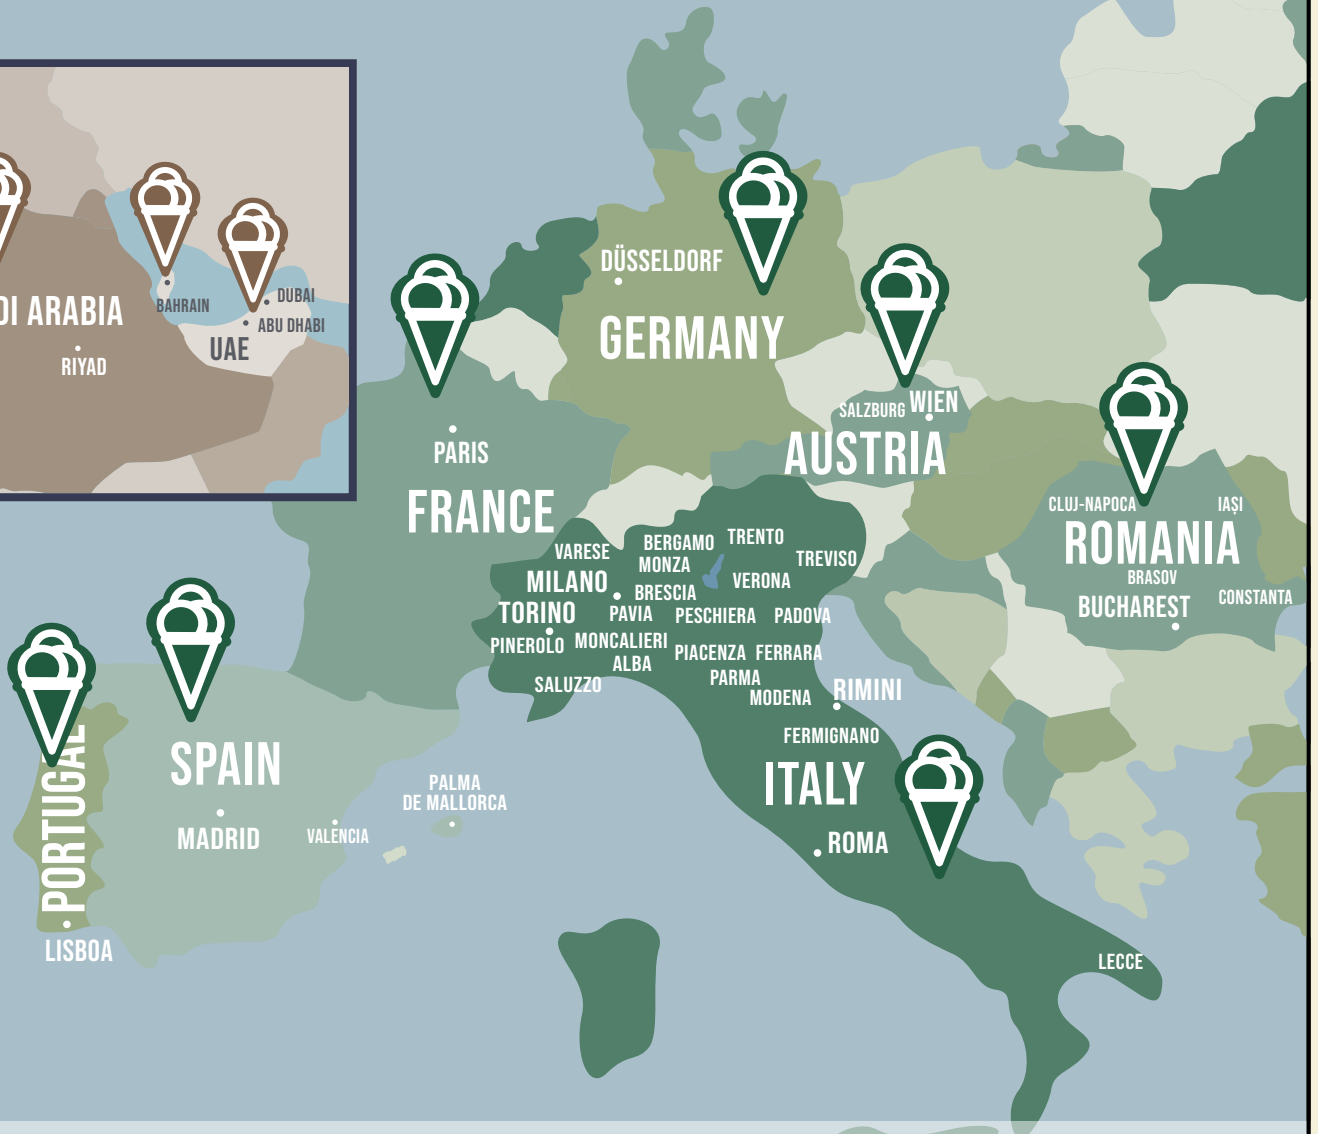 DI ARABIA
RIYAD
BAHRAIN
DUBAI
ABU DHABI
UAE
DÜSSELDORF
GERMANY
PARIS
FRANCE
SALZBURG
WIEN
AUSTRIA
CLUJ-NAPOCA
IAȘI
ROMANIA
BRASOV
BUCHAREST
CONSTANTA
VARESE
BERGAMO
TRENTO
MONZA
TREVISO
MILANO
BRESCIA
VERONA
TORINO
PAVIA
PESCHIERA
PADOVA
PINEROLO
MONCALIERI
ALBA
PIACENZA
FERRARA
SALUZZO
PARMA
MODENA
RIMINI
FERMIGNANO
ITALY
ROMA
LECCE
PORTUGAL
LISBOA
SPAIN
MADRID
VALÈNCIA
PALMA
DE MALLORCA